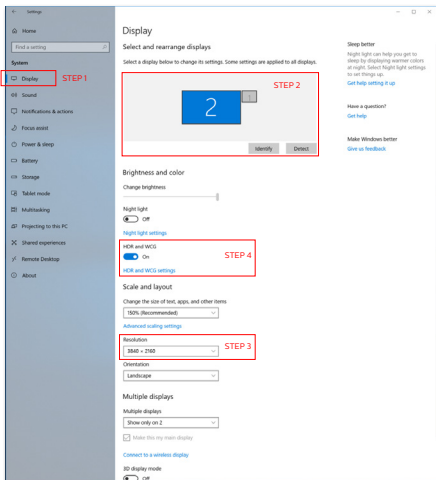 Settings
Home
Find a setting
System
Display
STEP 1
Sound
Notifications & actions
Focus assist
Power & sleep
Battery
Storage
Tablet mode
Multitasking
Projecting to this PC
Shared experiences
Remote Desktop
About
Display
Select and rearrange displays
Select a display below to change its settings. Some settings are applied to all displays.
STEP 2
2
1
Identify
Detect
Brightness and color
Change brightness
Night light
Off
Night light settings
HDR and WCG
On
STEP 4
HDR and WCG settings
Scale and layout
Change the size of text, apps, and other items
150% (Recommended)
Advanced scaling settings
Resolution
3840 × 2160
STEP 3
Orientation
Landscape
Multiple displays
Multiple displays
Show only on 2
Make this my main display
Connect to a wireless display
3D display mode
Off
Sleep better
Night light can help you get to
sleep by displaying warmer colors
at night. Select Night light settings
to set things up.
Get help setting it up
Have a question?
Get help
Make Windows better
Give us feedback